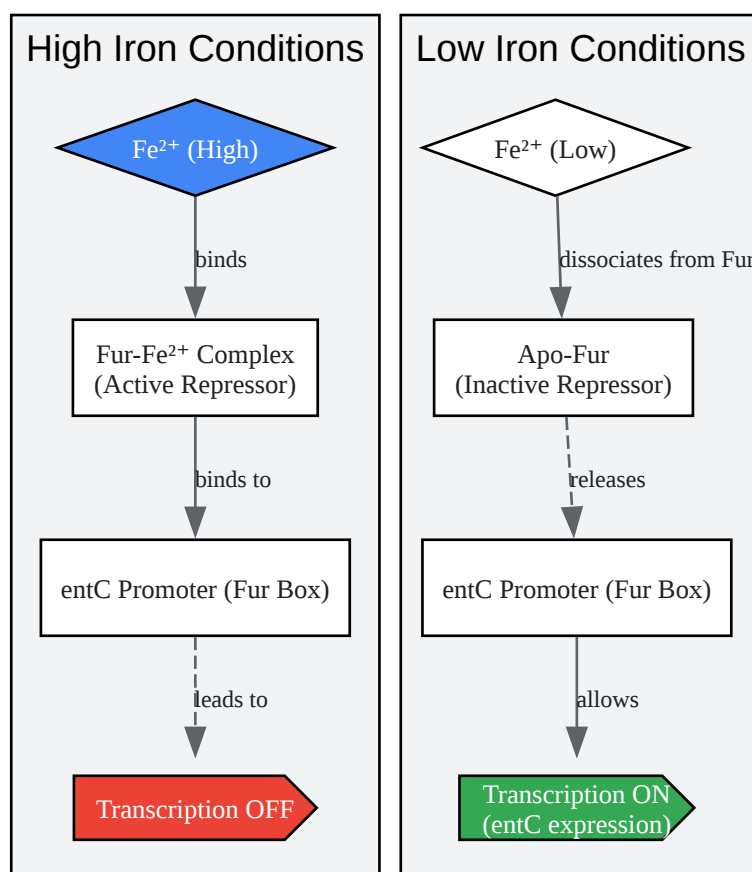 High Iron Conditions
Fe²⁺ (High)
binds
Fur-Fe²⁺ Complex
(Active Repressor)
binds to
entC Promoter (Fur Box)
leads to
Transcription OFF
Low Iron Conditions
Fe²⁺ (Low)
dissociates from Fur
Apo-Fur
(Inactive Repressor)
releases
entC Promoter (Fur Box)
allows
Transcription ON
(entC expression)